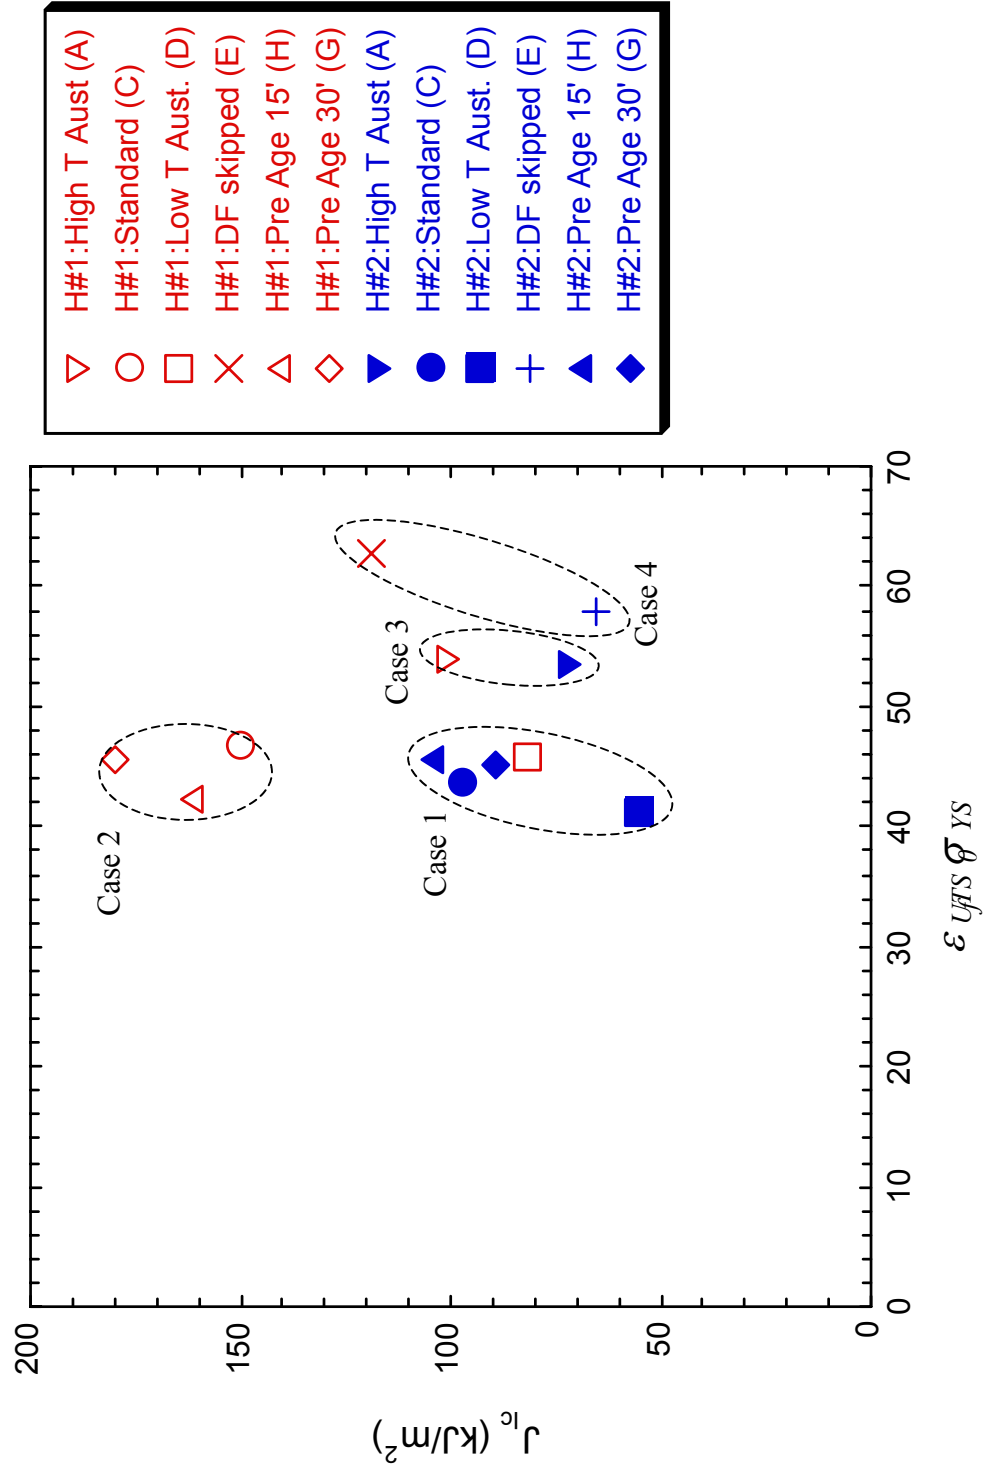 J Ic (kJ/m²)
200
150
100
50
0
0
10
20
30
40
50
60
70
Case 2
Case 1
Case 3
Case 4
H#1:High T Aust (A)
H#1:Standard (C)
H#1:Low T Aust. (D)
H#1:DF skipped (E)
H#1:Pre Age 15' (H)
H#1:Pre Age 30' (G)
H#2:High T Aust (A)
H#2:Standard (C)
H#2:Low T Aust. (D)
H#2:DF skipped (E)
H#2:Pre Age 15' (H)
H#2:Pre Age 30' (G)